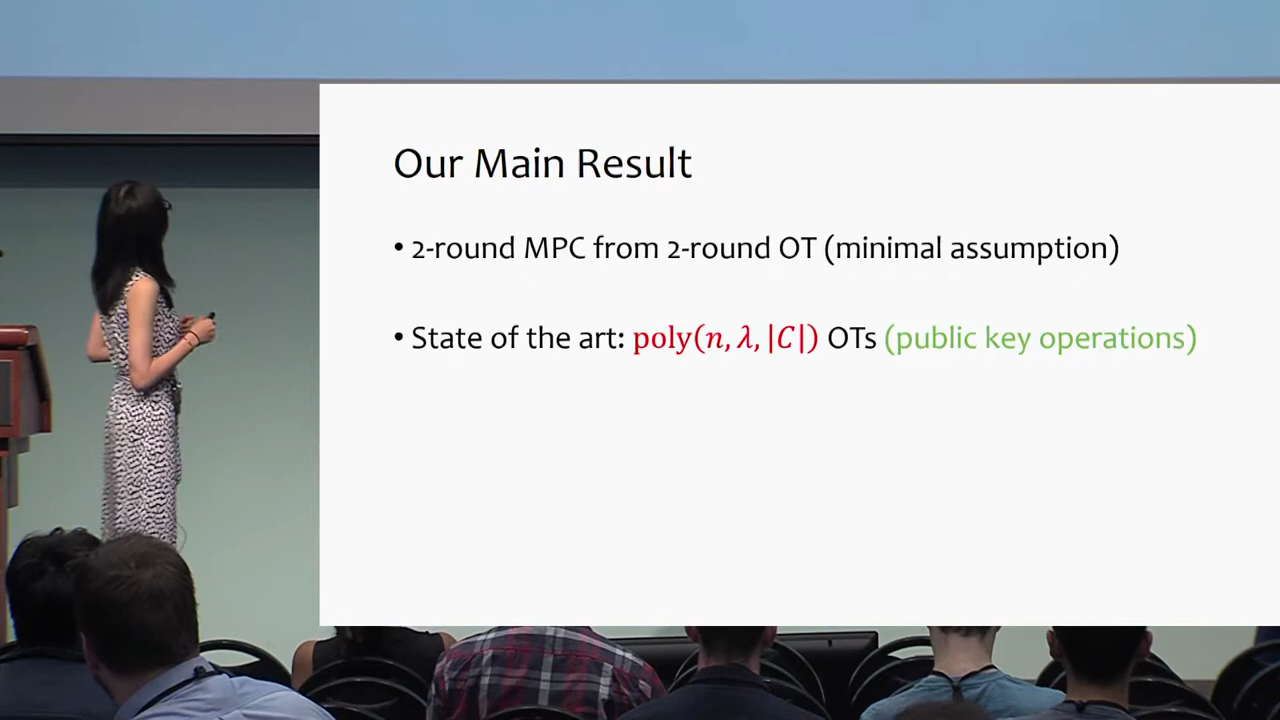 Our Main Result
• 2-round MPC from 2-round OT (minimal assumption)
• State of the art: poly(n, λ, |C|) OTs (public key operations)